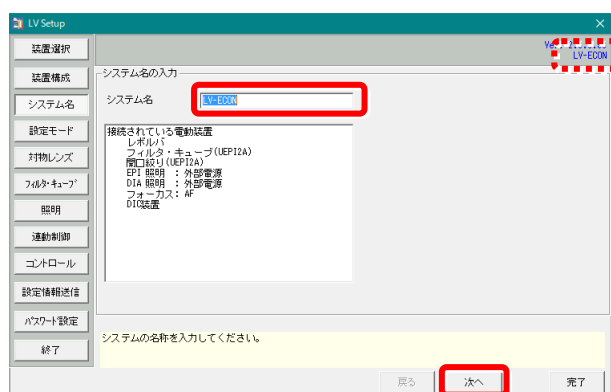 LV Setup
装置選択
装置構成
システム名
設定モード
対物レンズ
フィルタ・キューブ
照明
連動制御
コントロール
設定情報送信
パスワード設定
終了
LV-ECON
システム名の入力
システム名
LV-ECON
接続されている電動装置
レボルバ
フィルタ・キューブ(UEPI2A)
開口絞り(UEPI2A)
EPI 照明 : 外部電源
DIA 照明 : 外部電源
フォーカス: AF
DIC装置
システムの名称を入力してください。
戻る
次へ
完了